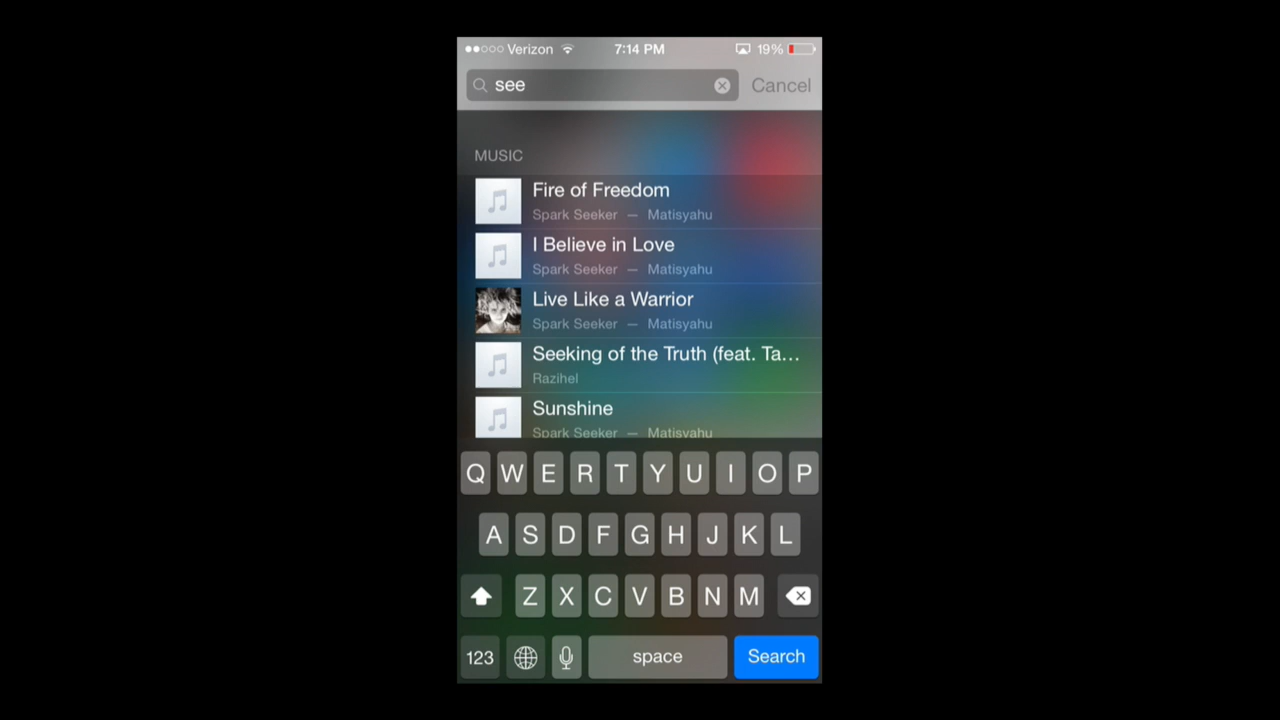 Verizon 7:14 PM 19%
see Cancel
MUSIC
Fire of Freedom
Spark Seeker — Matisyahu
I Believe in Love
Spark Seeker — Matisyahu
Live Like a Warrior
Spark Seeker — Matisyahu
Seeking of the Truth (feat. Ta...
Razihel
Sunshine
Spark Seeker — Matisyahu
Q W E R T Y U I O P
A S D F G H J K L
Z X C V B N M
123 space Search